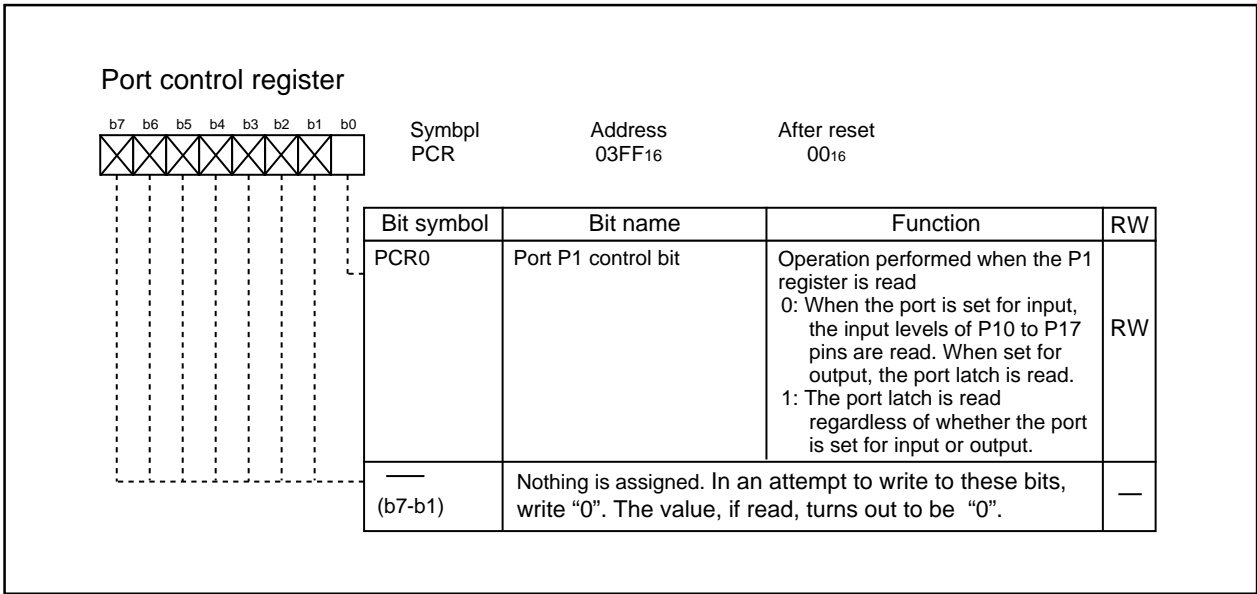 Port control register
b7 b6 b5 b4 b3 b2 b1 b0
Symbpl Address After reset
PCR 03FF16 0016
Bit symbol Bit name Function RW
PCR0 Port P1 control bit Operation performed when the P1
register is read
0: When the port is set for input,
the input levels of P10 to P17
pins are read. When set for
output, the port latch is read.
1: The port latch is read
regardless of whether the port
is set for input or output.
RW
(b7-b1)
Nothing is assigned. In an attempt to write to these bits,
write “0”. The value, if read, turns out to be “0”.
—